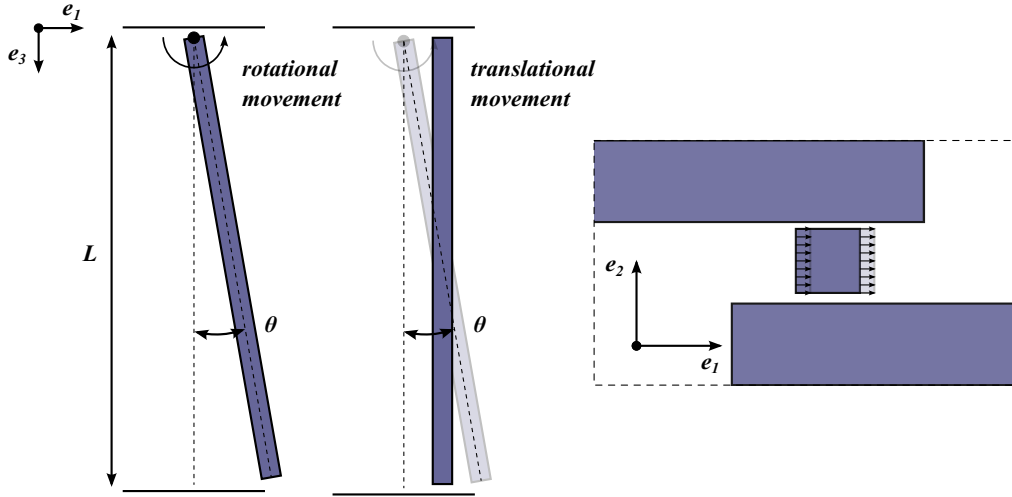 e1
e3
rotational
movement
translational
movement
L
e2
θ
θ
e1